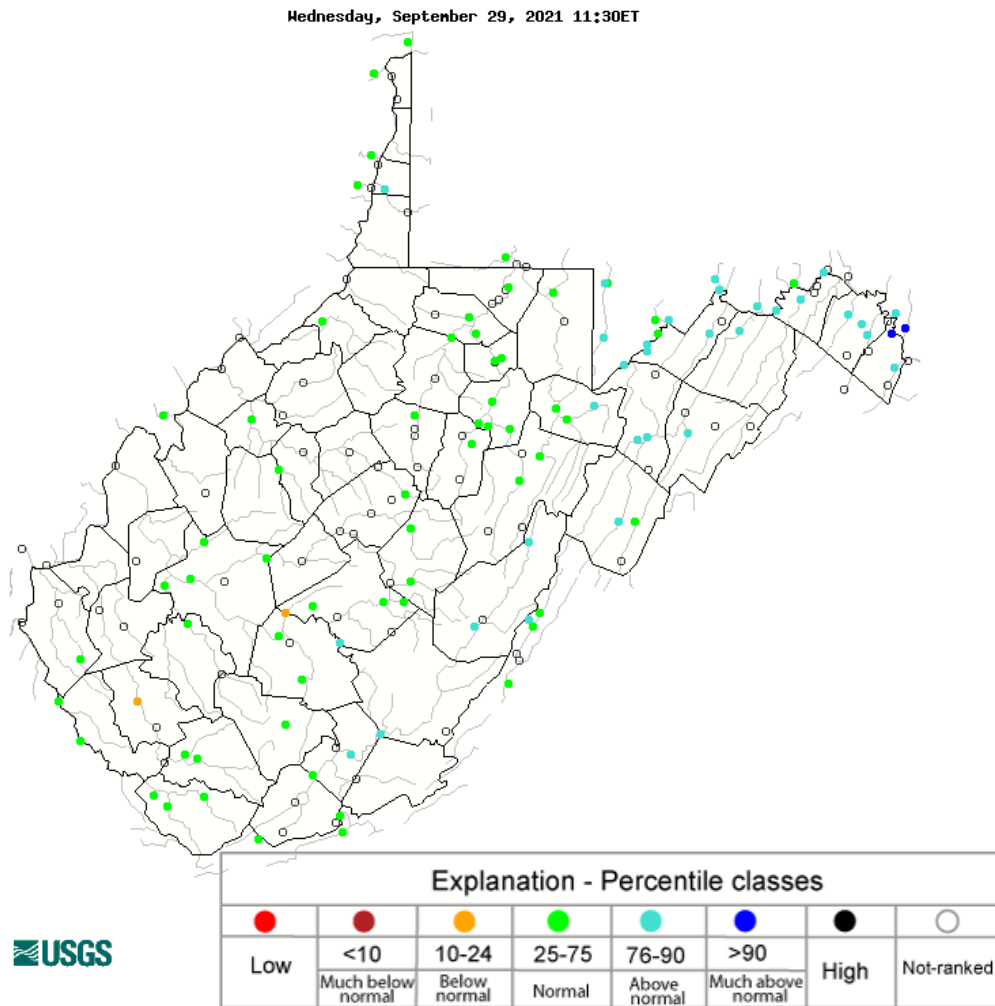 Wednesday, September 29, 2021 11:30ET
Explanation - Percentile classes
Low
<10
Much below
normal
10-24
Below
normal
25-75
Normal
76-90
Above
normal
>90
Much above
normal
High
Not-ranked
USGS